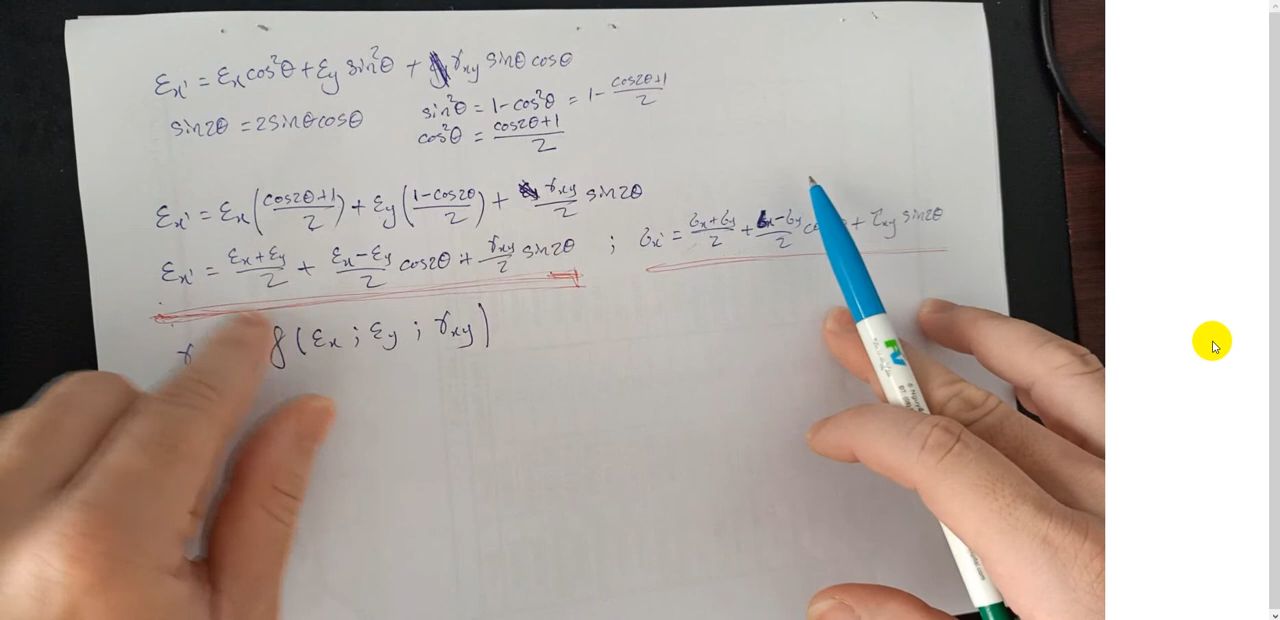 εx' = εx cos²θ + εy sin²θ + γxy sinθ cosθ
sin2θ = 2sinθcosθ
sin²θ = 1-cos²θ = 1 - (cos2θ+1)/2
cos²θ = (cos2θ+1)/2
εx' = εx((cos2θ+1)/2) + εy((1-cos2θ)/2) + γxy/2 sin2θ
εx' = (εx+εy)/2 + (εx-εy)/2 cos2θ + γxy/2 sin2θ ; σx' = (σx+σy)/2 + (σx-σy)/2 co + τxy sin2θ
γ f(εx ; εy ; γxy)